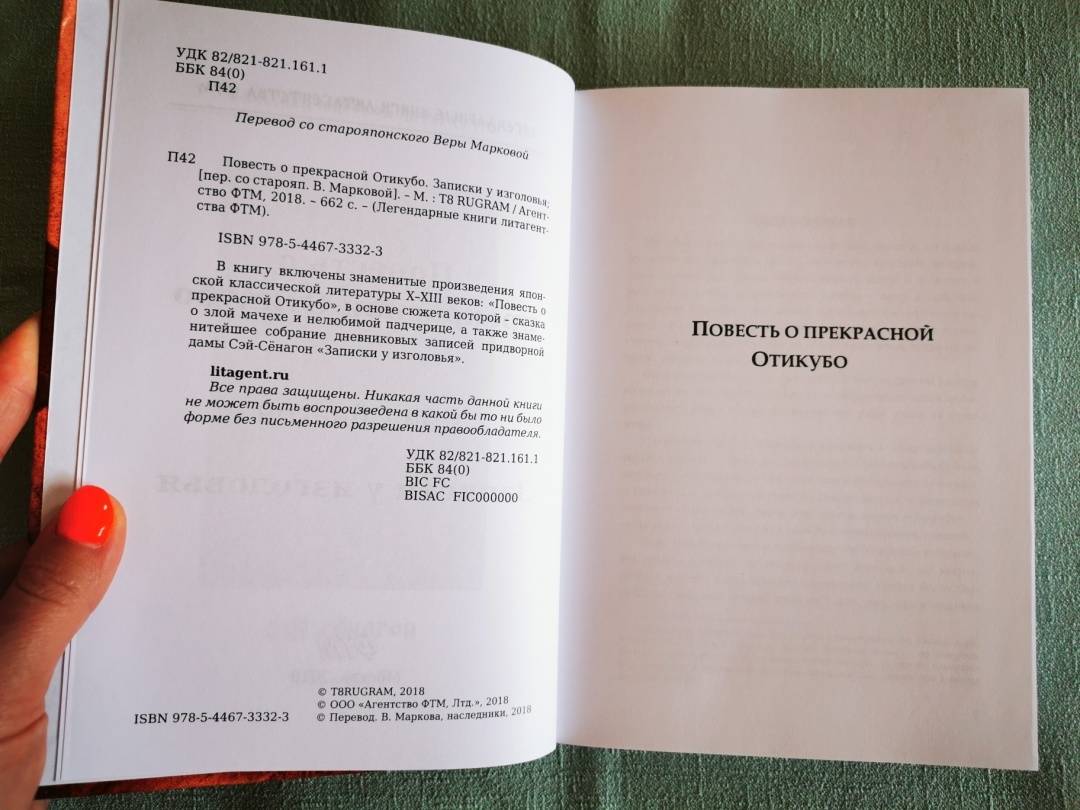 УДК 82/821-821.161.1
ББК 84(0)
П42
Перевод со старояпонского Веры Марковой
П42 Повесть о прекрасной Отикубо. Записки у изголовья;
[пер. со старояп. В. Марковой]. – М. : T8 RUGRAM / Агент-
ство ФТМ, 2018. – 662 с. – (Легендарные книги литагент-
ства ФТМ).
ISBN 978-5-4467-3332-3
В книгу включены знаменитые произведения япон-
ской классической литературы X–XIII веков: «Повесть о
прекрасной Отикубо», в основе сюжета которой – сказка
о злой мачехе и нелюбимой падчерице, а также знаме-
нитейшее собрание дневниковых записей придворной
дамы Сэй-Сёнагон «Записки у изголовья».
litagent.ru
Все права защищены. Никакая часть данной книги
не может быть воспроизведена в какой бы то ни было
форме без письменного разрешения правообладателя.
УДК 82/821-821.161.1
ББК 84(0)
BIC FC
BISAC FIC000000
© T8RUGRAM, 2018
© ООО «Агентство ФТМ, Лтд.», 2018
ISBN 978-5-4467-3332-3 © Перевод. В. Маркова, наследники, 2018
Повесть о прекрасной
Отикубо